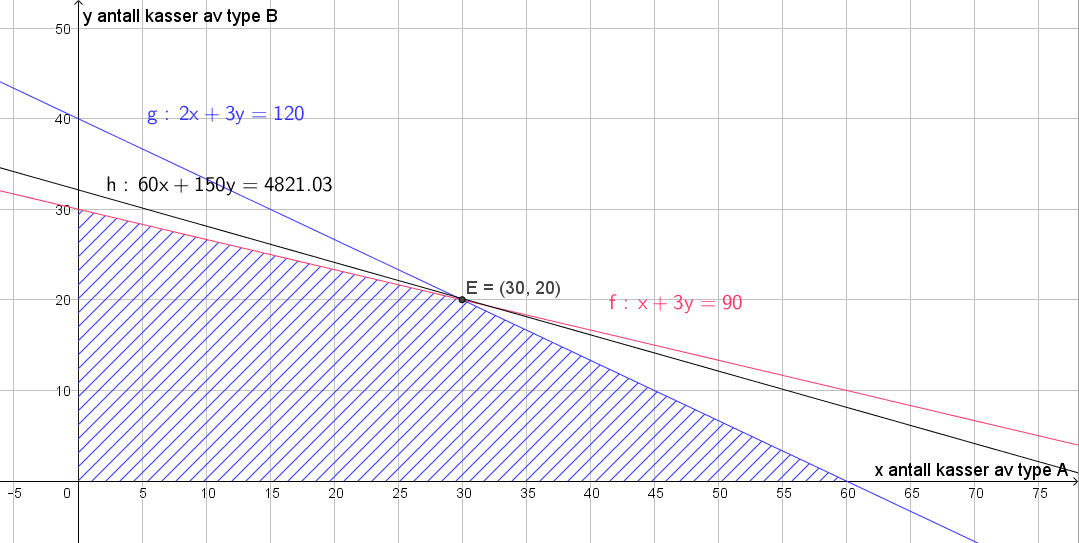 y antall kasser av type B
50
g : 2x + 3y = 120
40
h : 60x + 150y = 4821.03
30
E = (30, 20)
f : x + 3y = 90
20
10
x antall kasser av type A
−5 0 5 10 15 20 25 30 35 40 45 50 55 60 65 70 75